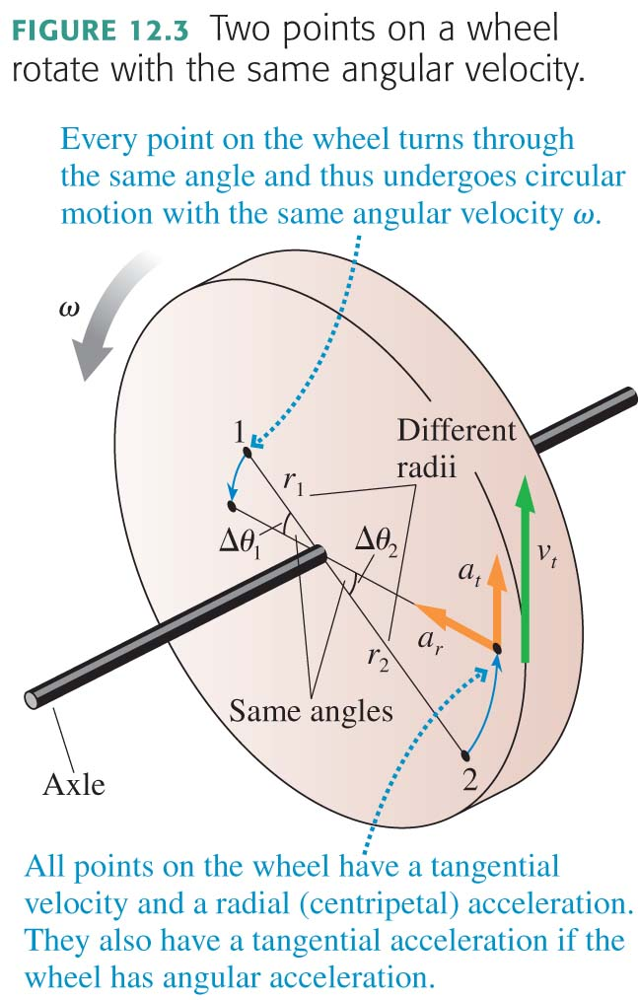 FIGURE 12.3 Two points on a wheel
rotate with the same angular velocity.
Every point on the wheel turns through
the same angle and thus undergoes circular
motion with the same angular velocity ω.
ω
1
Different
radii
r₁
Δθ₁
Δθ₂
vₜ
aₜ
aᵣ
r₂
Same angles
2
Axle
All points on the wheel have a tangential
velocity and a radial (centripetal) acceleration.
They also have a tangential acceleration if the
wheel has angular acceleration.